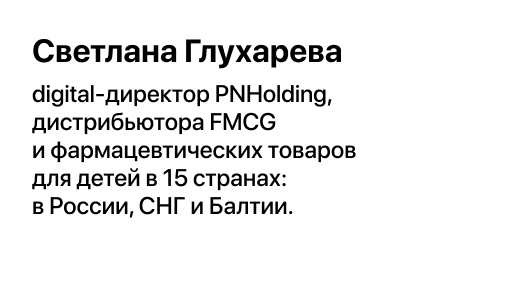 Светлана Глухарева
digital-директор PNHolding,
дистрибьютора FMCG
и фармацевтических товаров
для детей в 15 странах:
в России, СНГ и Балтии.